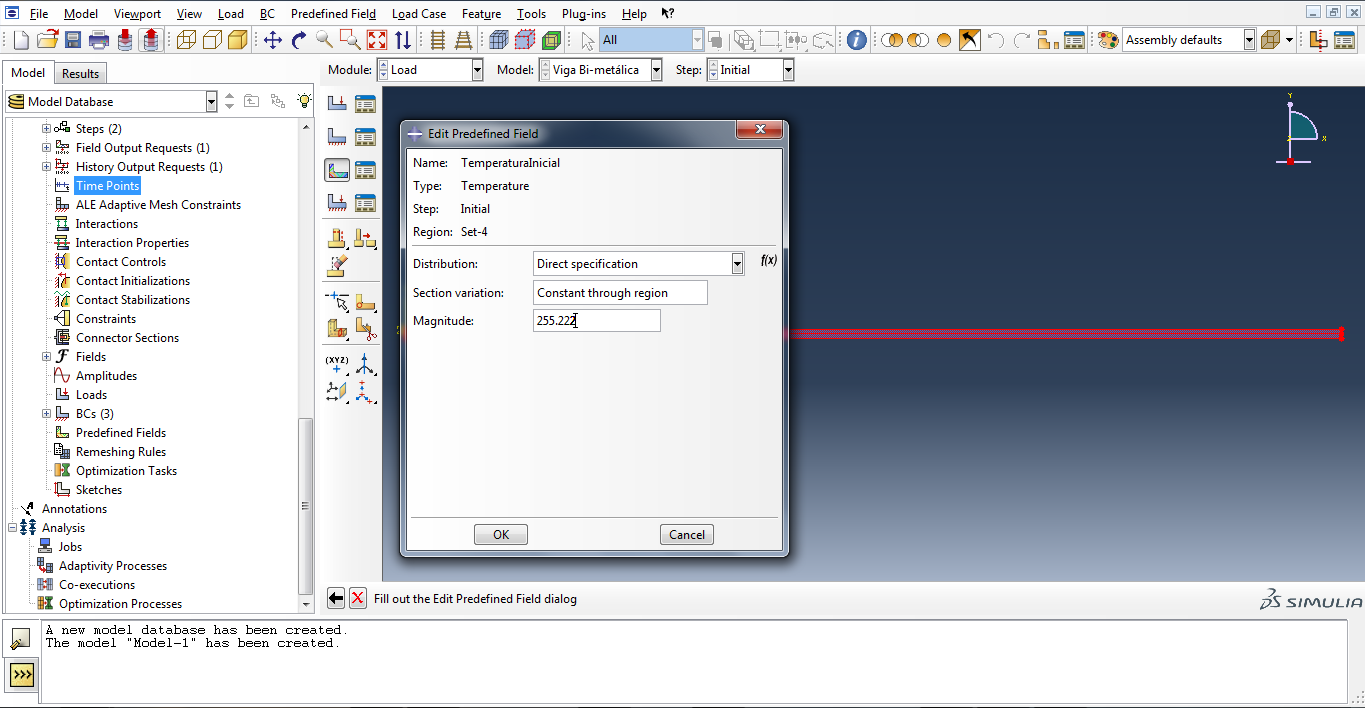 File Model Viewport View Load BC Predefined Field Load Case Feature Tools Plug-ins Help
All Assembly defaults
Model Results Module: Load Model: Viga Bi-metálica Step: Initial
Model Database
Steps (2)
Field Output Requests (1)
History Output Requests (1)
Time Points
ALE Adaptive Mesh Constraints
Interactions
Interaction Properties
Contact Controls
Contact Initializations
Contact Stabilizations
Constraints
Connector Sections
Fields
Amplitudes
Loads
BCs (3)
Predefined Fields
Remeshing Rules
Optimization Tasks
Sketches
Annotations
Analysis
Jobs
Adaptivity Processes
Co-executions
Optimization Processes
(XYZ)
Edit Predefined Field
Name: TemperaturaInicial
Type: Temperature
Step: Initial
Region: Set-4
Distribution: Direct specification f(x)
Section variation: Constant through region
Magnitude: 255.222
OK Cancel
Y
X
Fill out the Edit Predefined Field dialog
SIMULIA
A new model database has been created.
The model "Model-1" has been created.
>>>